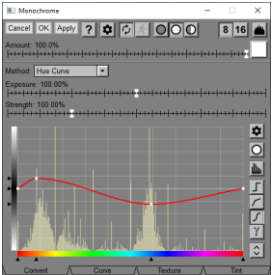 Monochrome
Cancel OK Apply ? 8 16
Amount: 100.0%
Method: Hue Curve
Exposure: 100.00%
Strength: 100.00%
γ
Convert Curve Texture Tint